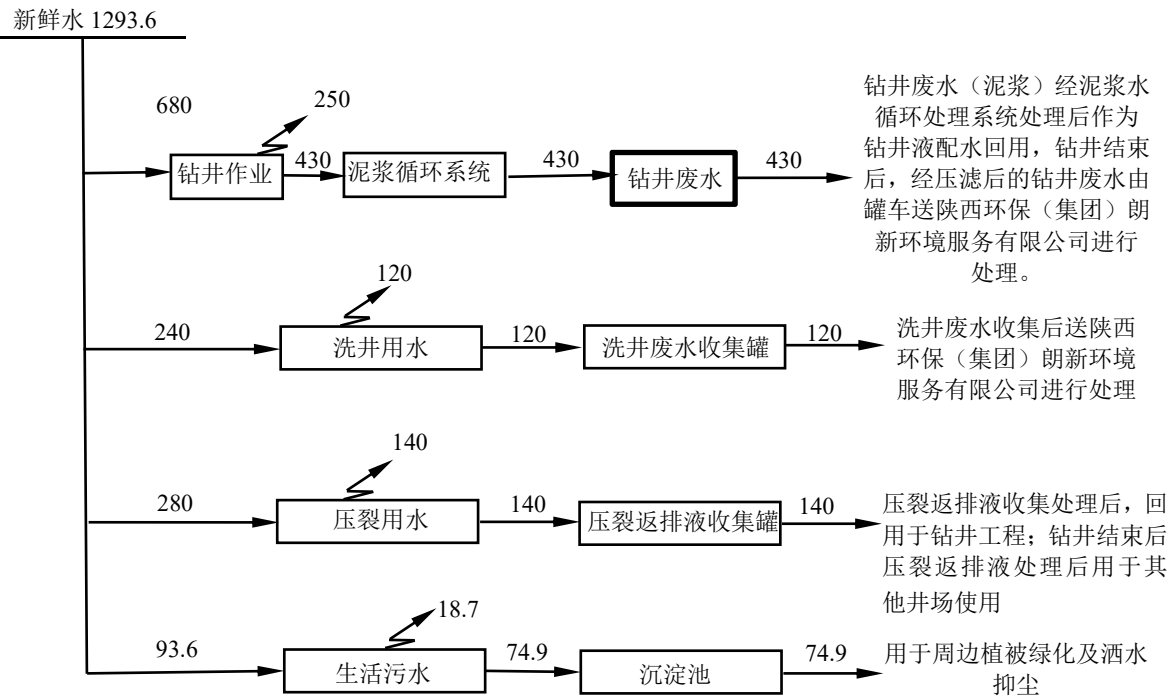 新鲜水 1293.6
680
250
钻井作业
430
泥浆循环系统
430
钻井废水
430
钻井废水（泥浆）经泥浆水
循环处理系统处理后作为
钻井液配水回用，钻井结束
后，经压滤后的钻井废水由
罐车送陕西环保（集团）朗
新环境服务有限公司进行
处理。
240
120
洗井用水
120
洗井废水收集罐
120
洗井废水收集后送陕西
环保（集团）朗新环境
服务有限公司进行处理
280
140
压裂用水
140
压裂返排液收集罐
140
压裂返排液收集处理后，回
用于钻井工程；钻井结束后
压裂返排液处理后用于其
他井场使用
93.6
18.7
生活污水
74.9
沉淀池
74.9
用于周边植被绿化及洒水
抑尘